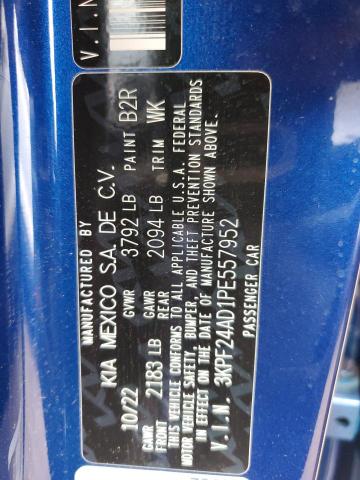 V.I.N
MANUFACTURED BY
KIA MEXICO S.A. DE C.V.
10/22 GVWR 3792 LB PAINT B2R
GAWR FRONT 2183 LB GAWR REAR 2094 LB TRIM WK
THIS VEHICLE CONFORMS TO ALL APPLICABLE U.S.A. FEDERAL
MOTOR VEHICLE SAFETY, BUMPER, AND THEFT PREVENTION STANDARDS
IN EFFECT ON THE DATE OF MANUFACTURE SHOWN ABOVE.
V.I.N. 3KPF24AD1PE557952
PASSENGER CAR